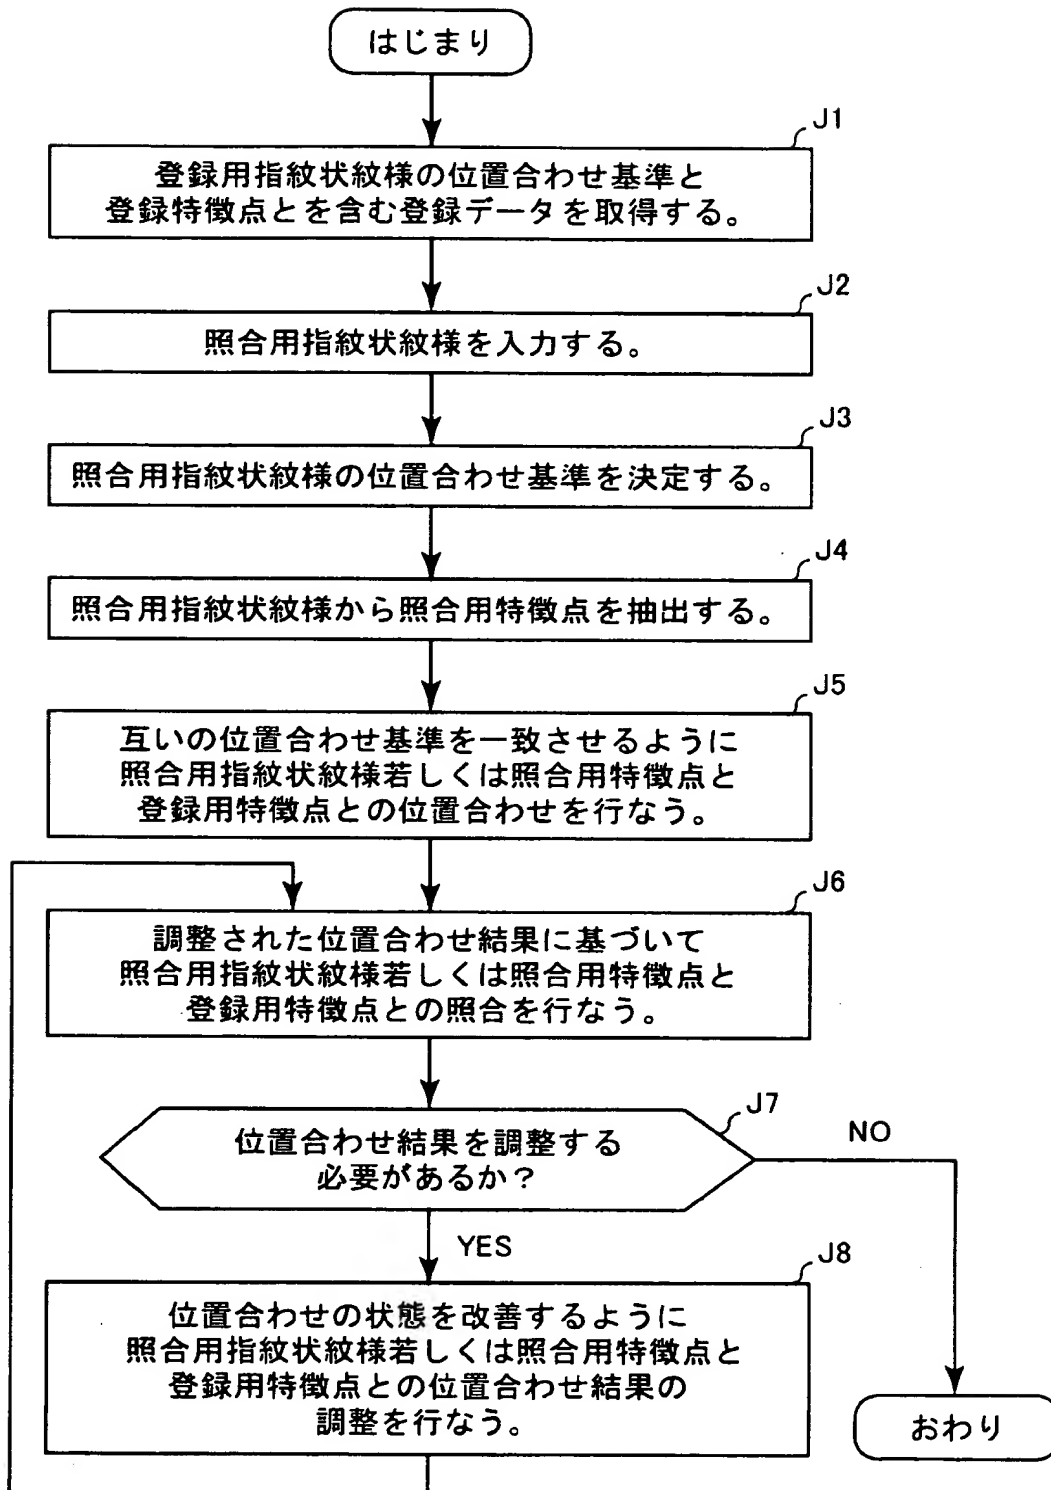 はじまり
J1
登録用指紋状紋様の位置合わせ基準と
登録特徴点とを含む登録データを取得する。
J2
照合用指紋状紋様を入力する。
J3
照合用指紋状紋様の位置合わせ基準を決定する。
J4
照合用指紋状紋様から照合用特徴点を抽出する。
J5
互いの位置合わせ基準を一致させるように
照合用指紋状紋様若しくは照合用特徴点と
登録用特徴点との位置合わせを行なう。
J6
調整された位置合わせ結果に基づいて
照合用指紋状紋様若しくは照合用特徴点と
登録用特徴点との照合を行なう。
J7
位置合わせ結果を調整する
必要があるか？
NO
YES
J8
位置合わせの状態を改善するように
照合用指紋状紋様若しくは照合用特徴点と
登録用特徴点との位置合わせ結果の
調整を行なう。
おわり